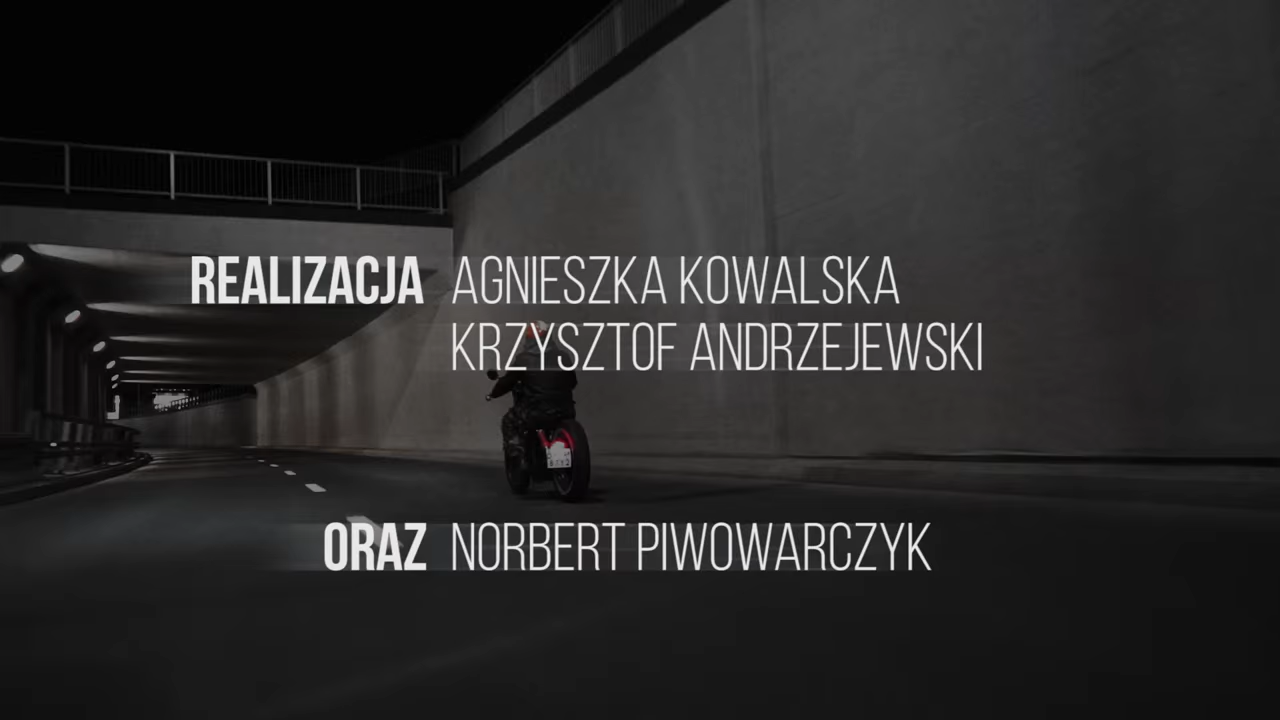 REALIZACJA AGNIESZKA KOWALSKA
KRZYSZTOF ANDRZEJEWSKI
ORAZ NORBERT PIWOWARCZYK